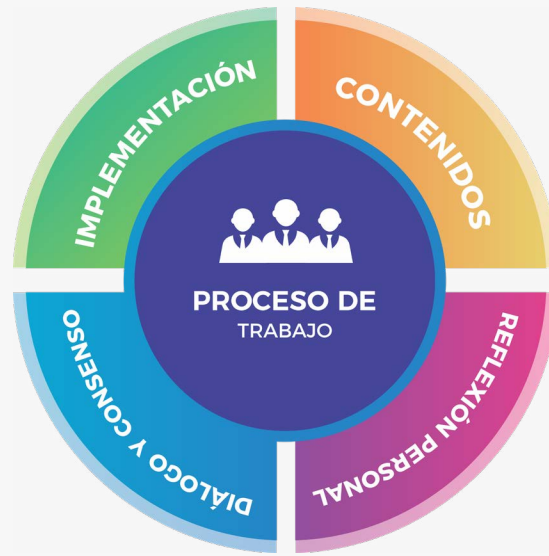 IMPLEMENTACIÓN
CONTENIDOS
PROCESO DE
TRABAJO
DIÁLOGO Y CONSENSO
REFLEXIÓN PERSONAL